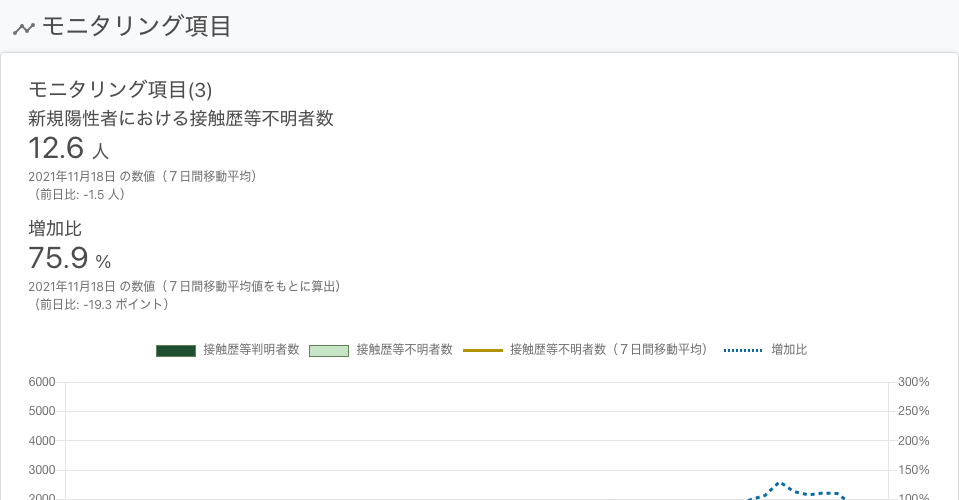 モニタリング項目
モニタリング項目(3)
新規陽性者における接触歴等不明者数
12.6 人
2021年11月18日 の数値（７日間移動平均）
（前日比: -1.5 人）
増加比
75.9 %
2021年11月18日 の数値（７日間移動平均値をもとに算出）
（前日比: -19.3 ポイント）
接触歴等判明者数 接触歴等不明者数 接触歴等不明者数（７日間移動平均） 増加比
6000 300%
5000 250%
4000 200%
3000 150%
2000 100%